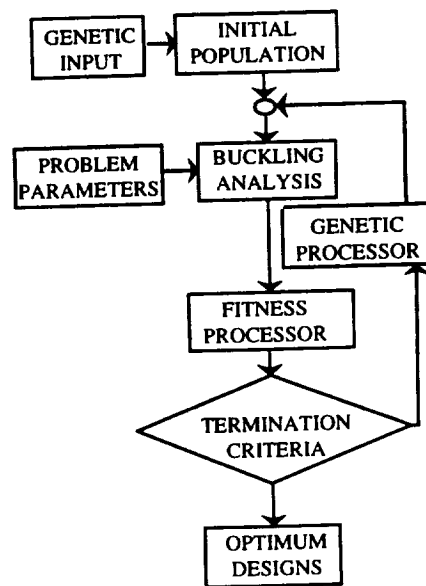 GENETIC
INPUT
INITIAL
POPULATION
PROBLEM
PARAMETERS
BUCKLING
ANALYSIS
GENETIC
PROCESSOR
FITNESS
PROCESSOR
TERMINATION
CRITERIA
OPTIMUM
DESIGNS